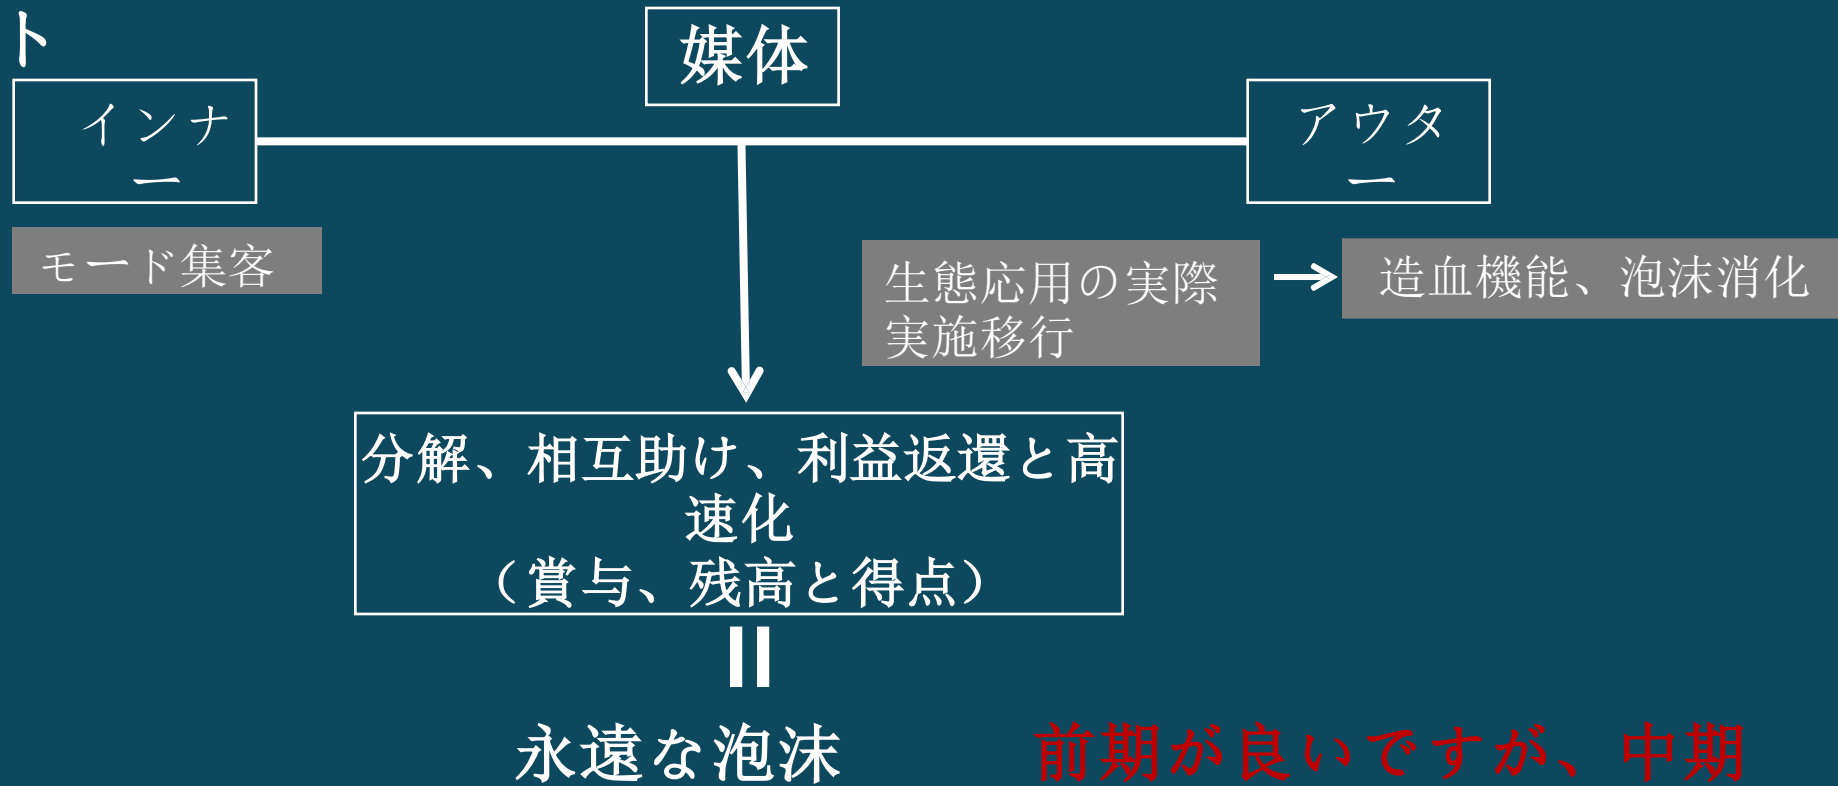 ト
媒体
インナ
ー
アウタ
ー
モード集客
生態応用の実際
実施移行
造血機能、泡沫消化
分解、相互助け、利益返還と高
速化
（賞与、残高と得点）
永遠な泡沫
前期が良いですが、中期